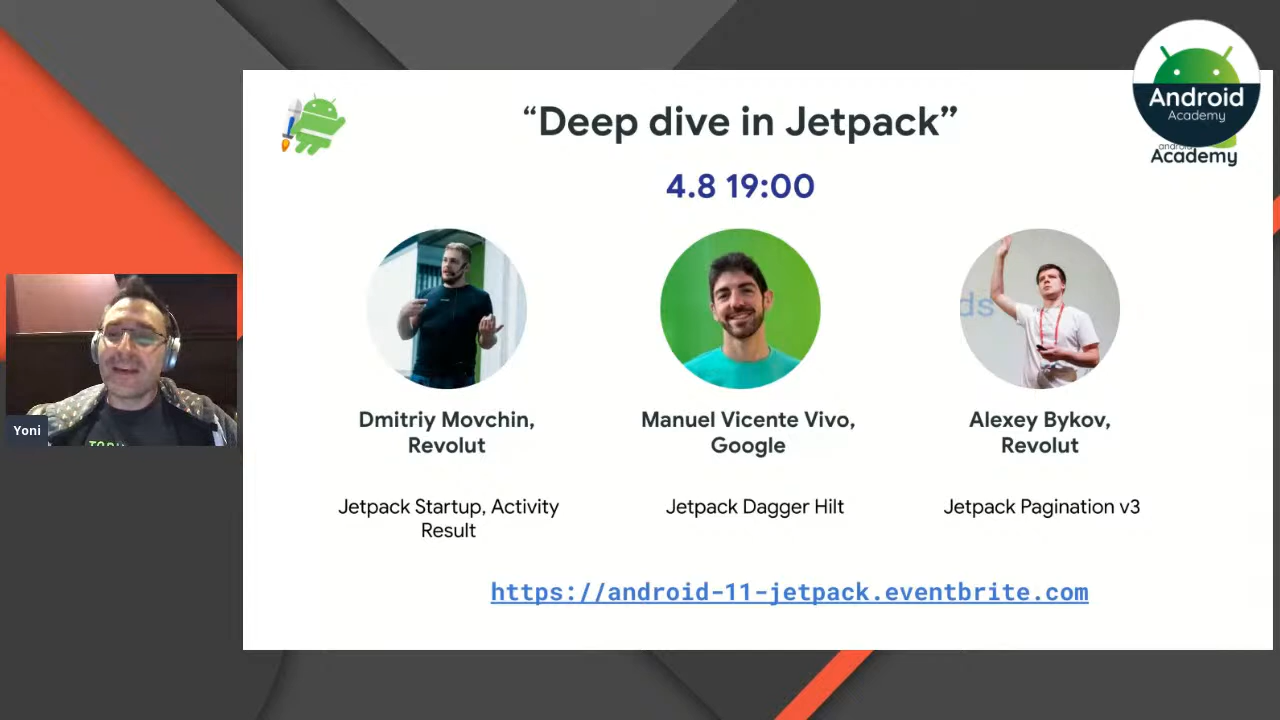 “Deep dive in Jetpack”
4.8 19:00
Android
Academy
android
Academy
ds
Yoni
Dmitriy Movchin,
Revolut
Manuel Vicente Vivo,
Google
Alexey Bykov,
Revolut
Jetpack Startup, Activity
Result
Jetpack Dagger Hilt
Jetpack Pagination v3
https://android-11-jetpack.eventbrite.com